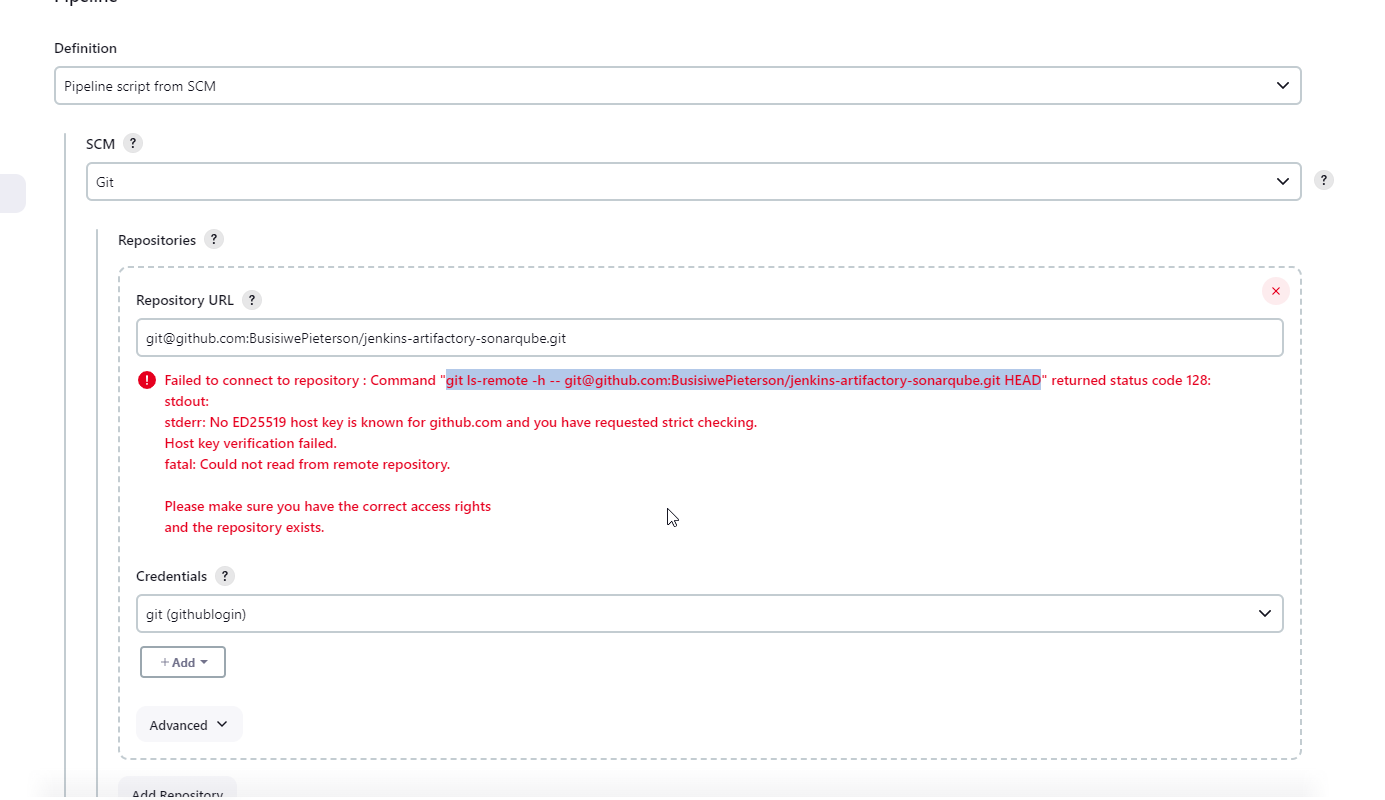 Pipeline
Definition
Pipeline script from SCM
SCM ?
Git
?
Repositories ?
Repository URL ?
git@github.com:BusisiwePieterson/jenkins-artifactory-sonarqube.git
Failed to connect to repository : Command "git ls-remote -h -- git@github.com:BusisiwePieterson/jenkins-artifactory-sonarqube.git HEAD" returned status code 128:
stdout:
stderr: No ED25519 host key is known for github.com and you have requested strict checking.
Host key verification failed.
fatal: Could not read from remote repository.
Please make sure you have the correct access rights
and the repository exists.
Credentials ?
git (githublogin)
+ Add
Advanced
Add Repository